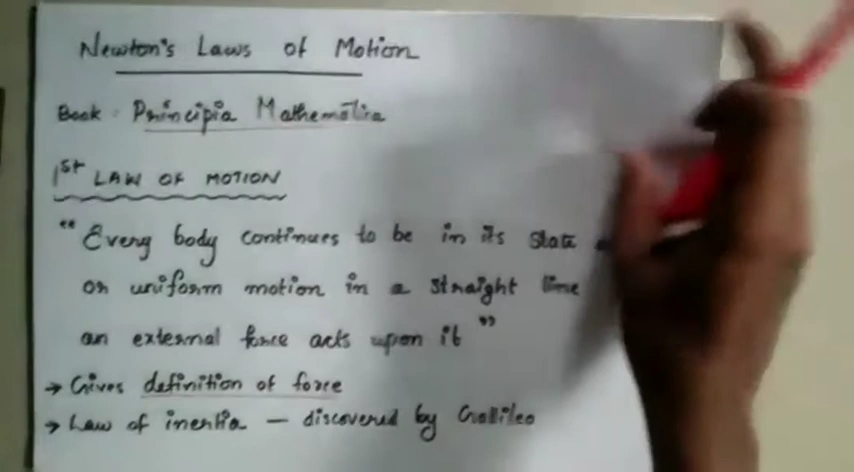 Newton's Laws of Motion
Book : Principia Mathematica
1st LAW OF MOTION
"Every body continues to be in its state
or uniform motion in a straight line
an external force acts upon it"
→ Gives definition of force
→ Law of inertia — discovered by Galileo